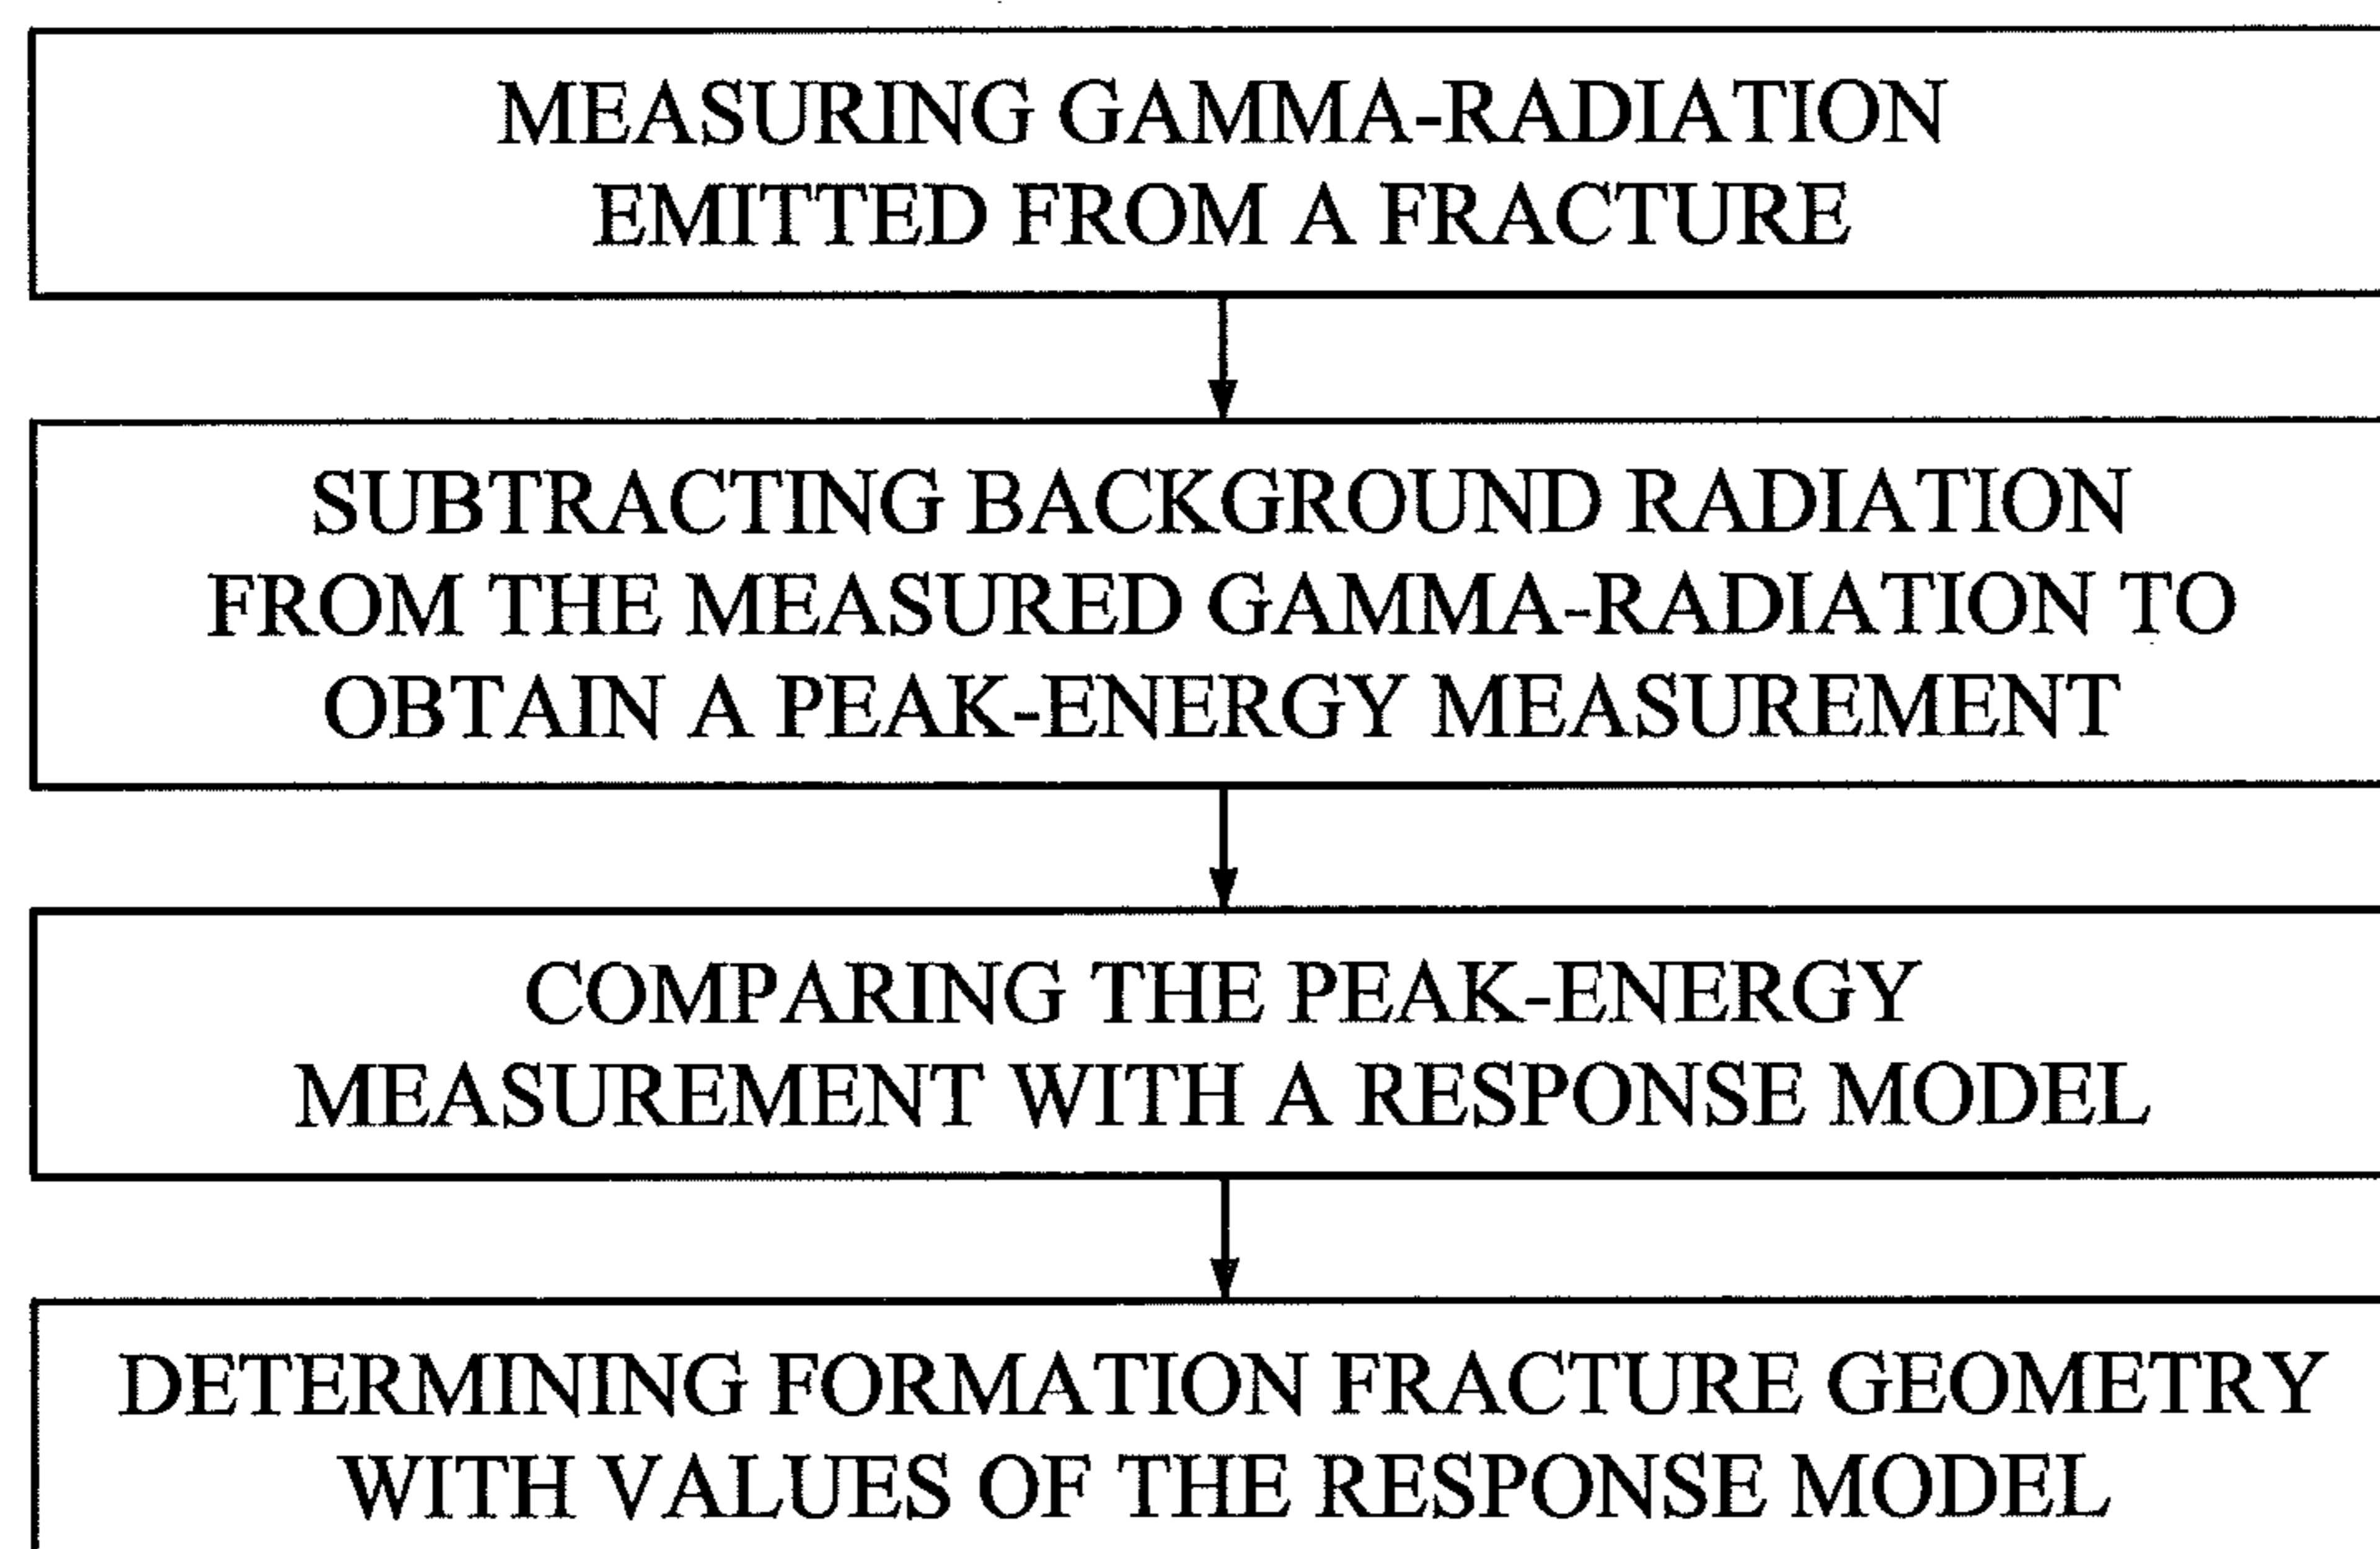 MEASURING GAMMA-RADIATION
EMITTED FROM A FRACTURE
SUBTRACTING BACKGROUND RADIATION
FROM THE MEASURED GAMMA-RADIATION TO
OBTAIN A PEAK-ENERGY MEASUREMENT
COMPARING THE PEAK-ENERGY
MEASUREMENT WITH A RESPONSE MODEL
DETERMINING FORMATION FRACTURE GEOMETRY
WITH VALUES OF THE RESPONSE MODEL